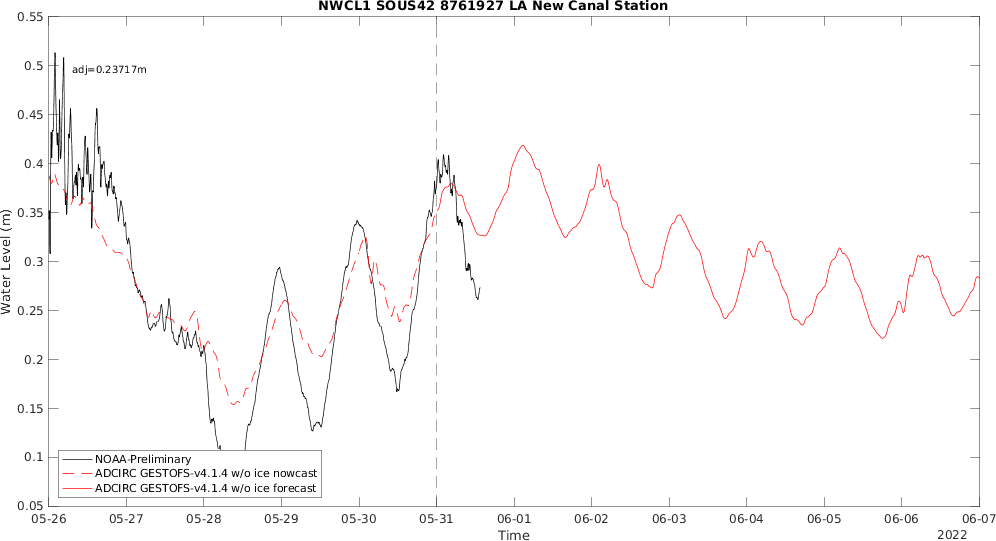 NWCL1 SOUS42 8761927 LA New Canal Station
0.55
0.5
0.45
0.4
0.35
0.3
0.25
0.2
0.15
0.1
0.05
Water Level (m)
adj=0.23717m
NOAA-Preliminary
ADCIRC GESTOFS-v4.1.4 w/o ice nowcast
ADCIRC GESTOFS-v4.1.4 w/o ice forecast
05-26 05-27 05-28 05-29 05-30 05-31 06-01 06-02 06-03 06-04 06-05 06-06 06-07
Time
2022